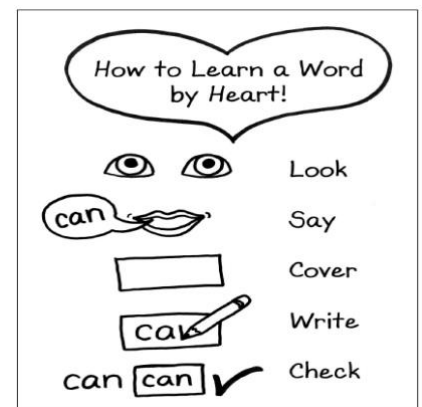 How to Learn a Word
by Heart!
Look
can Say
Cover
ca Write
can can Check